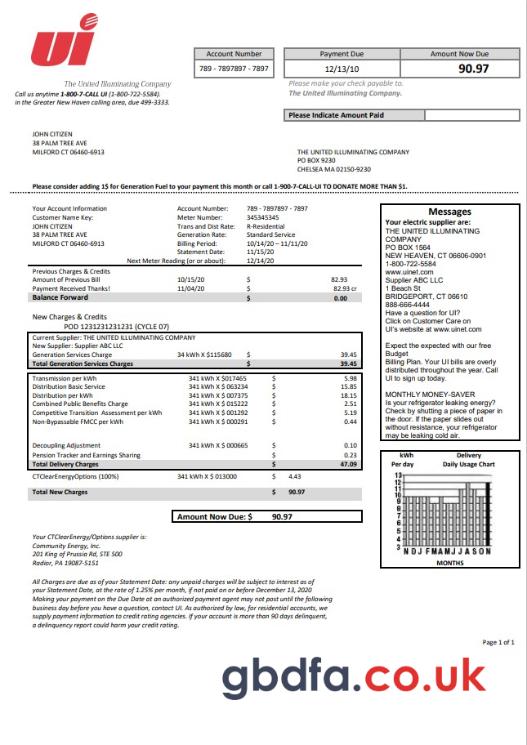 ui
Account Number
789 - 7897897 - 7897
Payment Due
12/13/10
Amount Now Due
90.97
The United Illuminating Company
Call us anytime 1-800-7-CALL UI (1-800-722-5584).
in the Greater New Haven calling area, due 499-3333.
Please make your check payable to.
The United Illuminating Company.
Please Indicate Amount Paid
JOHN CITIZEN
38 PALM TREE AVE
MILFORD CT 06460-6913
THE UNITED ILLUMINATING COMPANY
PO BOX 9230
CHELSEA MA 02150-9230
Please consider adding 1$ for Generation Fuel to your payment this month or call 1-900-7-CALL-UI TO DONATE MORE THAN $1.
Your Account Information
Customer Name Key:
JOHN CITIZEN
38 PALM TREE AVE
MILFORD CT 06460-6913
Account Number: 789 - 7897897 - 7897
Meter Number: 345345345
Trans and Dist Rate: R-Residential
Generation Rate: Standard Service
Billing Period: 10/14/20 – 11/11/20
Statement Date: 11/15/20
Next Meter Reading (or or about): 12/14/20
Previous Charges & Credits
Amount of Previous Bill 10/15/20 $ 82.93
Payment Received Thanks! 11/04/20 $ 82.93 cr
Balance Forward $ 0.00
New Charges & Credits
POD 1231231231231 (CYCLE 07)
Current Supplier: THE UNITED ILLUMINATING COMPANY
New Supplier: Supplier ABC LLC
Generation Services Charge 34 kWh X $115680 $ 39.45
Total Generation Services Charges $ 39.45
Transmission per kWh 341 kWh X $017465 $ 5.98
Distribution Basic Service 341 kWh X $ 063234 $ 15.85
Distribution per kWh 341 kWh X $ 007375 $ 18.15
Combined Public Benefits Charge 341 kWh X $ 015222 $ 2.51
Competitive Transition Assessment per kWh 341 kWh X $ 001292 $ 5.19
Non-Bypassable FMCC per kWh 341 kWh X $ 000291 $ 0.44
Decoupling Adjustment 341 kWh X $ 000665 $ 0.10
Pension Tracker and Earnings Sharing $ 0.23
Total Delivery Charges $ 47.09
CTClearEnergyOptions (100%) 341 kWh X $ 013000 $ 4.43
Total New Charges $ 90.97
Amount Now Due: $ 90.97
Your CTClearEnergy/Options supplier is:
Community Energy, Inc.
201 King of Prussia Rd, STE 500
Radior, PA 19087-5151
All Charges are due as of your Statement Date: any unpaid charges will be subject to interest as of
your Statement Date, at the rate of 1.25% per month, if not paid on or before December 13, 2020
Making your payment on the Due Date at an authorized payment agent may not post until the following
business day before you have a question, contact UI. As authorized by law, for residential accounts, we
supply payment information to credit rating agencies. If your account is more than 90 days delinquent,
a delinquency report could harm your credit rating.
Messages
Your electric supplier are:
THE UNITED ILLUMINATING
COMPANY
PO BOX 1564
NEW HEAVEN, CT 06606-0901
1-800-722-5584
www.uinet.com
Supplier ABC LLC
1 Beach St
BRIDGEPORT, CT 06610
888-666-4444
Have a question for UI?
Click on Customer Care on
UI's website at www.uinet.com
Expect the expected with our free
Budget
Billing Plan. Your UI bills are overly
distributed throughout the year. Call
UI to sign up today.
MONTHLY MONEY-SAVER
Is your refrigerator leaking energy?
Check by shutting a piece of paper in
the door. If the paper slides out
without resistance, your refrigerator
may be leaking cold air.
kWh Delivery
Per day Daily Usage Chart
13
12
11
10
9
8
7
6
5
4
3
N D J F M A M J J A S O N
MONTHS
Page 1 of 1
gbdfa.co.uk